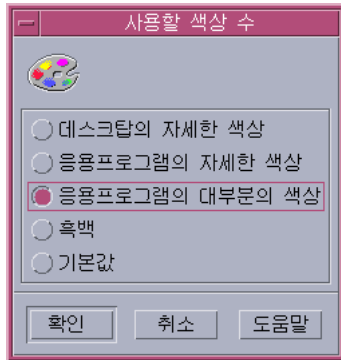 사용할 색상 수
데스크탑의 자세한 색상
응용프로그램의 자세한 색상
응용프로그램의 대부분의 색상
흑백
기본값
확인
취소
도움말